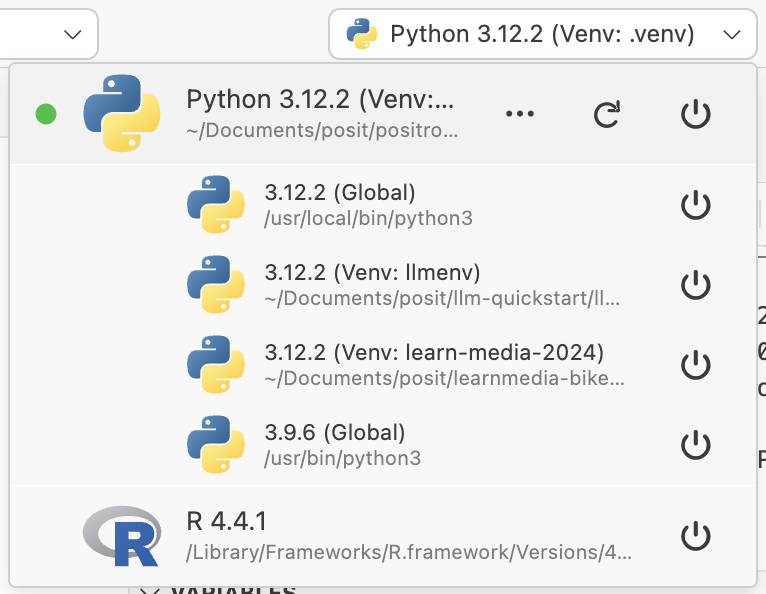 Python 3.12.2 (Venv: .venv)
Python 3.12.2 (Venv:...
~/Documents/posit/positro...
3.12.2 (Global)
/usr/local/bin/python3
3.12.2 (Venv: llmenv)
~/Documents/posit/llm-quickstart/ll...
3.12.2 (Venv: learn-media-2024)
~/Documents/posit/learnmedia-bike...
3.9.6 (Global)
/usr/bin/python3
R 4.4.1
/Library/Frameworks/R.framework/Versions/4...
VARIABLES